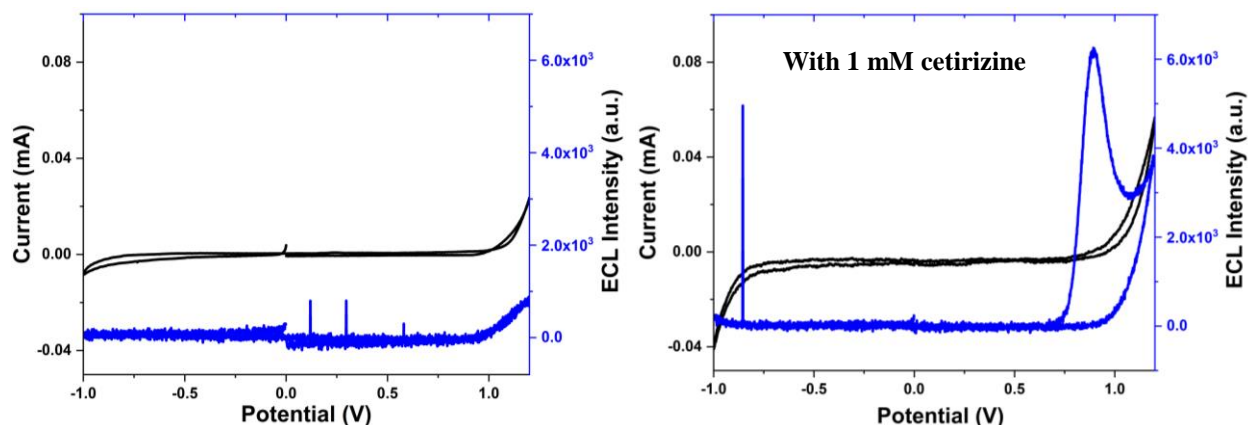 0.08
0.04
0.00
-0.04
Current (mA)
-1.0 -0.5 0.0 0.5 1.0
Potential (V)
6.0x10³
4.0x10³
2.0x10³
0.0
ECL Intensity (a.u.)
With 1 mM cetirizine
0.08
0.04
0.00
-0.04
Current (mA)
-1.0 -0.5 0.0 0.5 1.0
Potential (V)
6.0x10³
4.0x10³
2.0x10³
0.0
ECL Intensity (a.u.)